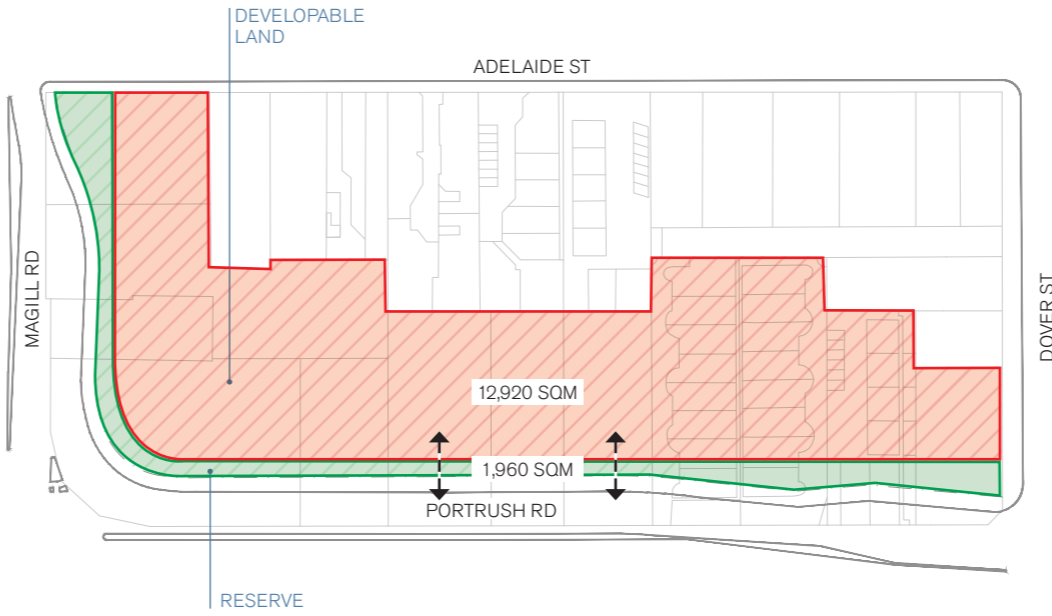 DEVELOPABLE
LAND
ADELAIDE ST
MAGILL RD
DOVER ST
12,920 SQM
1,960 SQM
PORTRUSH RD
RESERVE